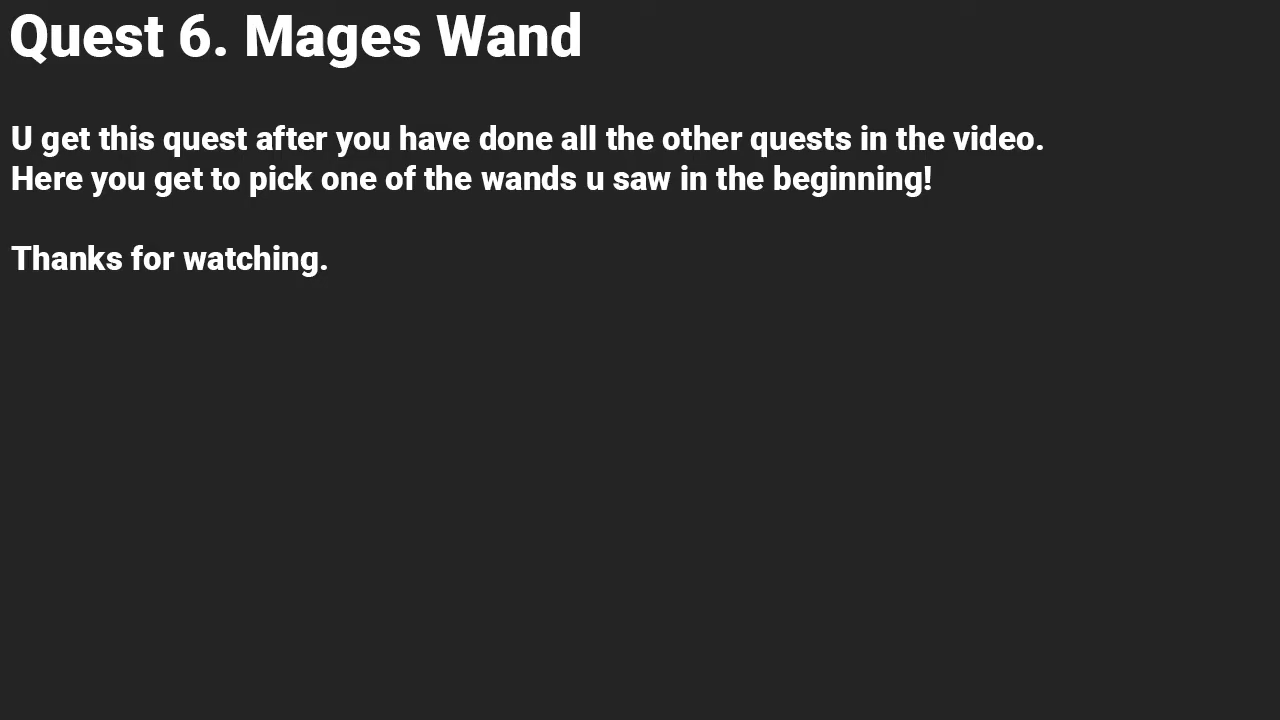 Quest 6. Mages Wand
U get this quest after you have done all the other quests in the video.
Here you get to pick one of the wands u saw in the beginning!
Thanks for watching.